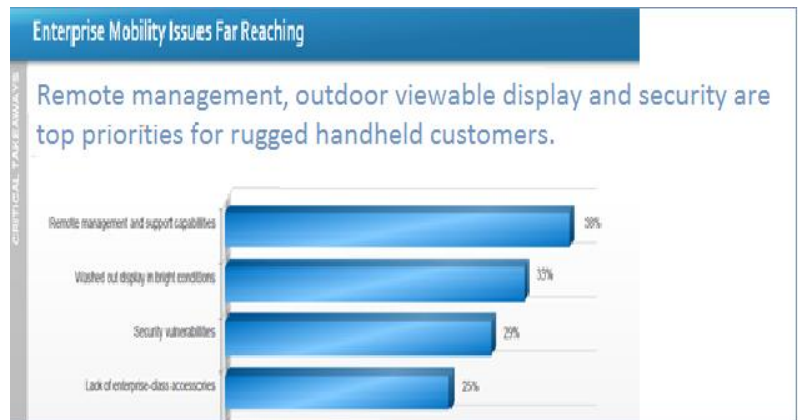 Enterprise Mobility Issues Far Reaching
CRITICAL TAKEAWAYS
Remote management, outdoor viewable display and security are
top priorities for rugged handheld customers.
Remote management and support capabilities
38%
Washed out display in bright conditions
33%
Security vulnerabilities
29%
Lack of enterprise-class accessories
25%